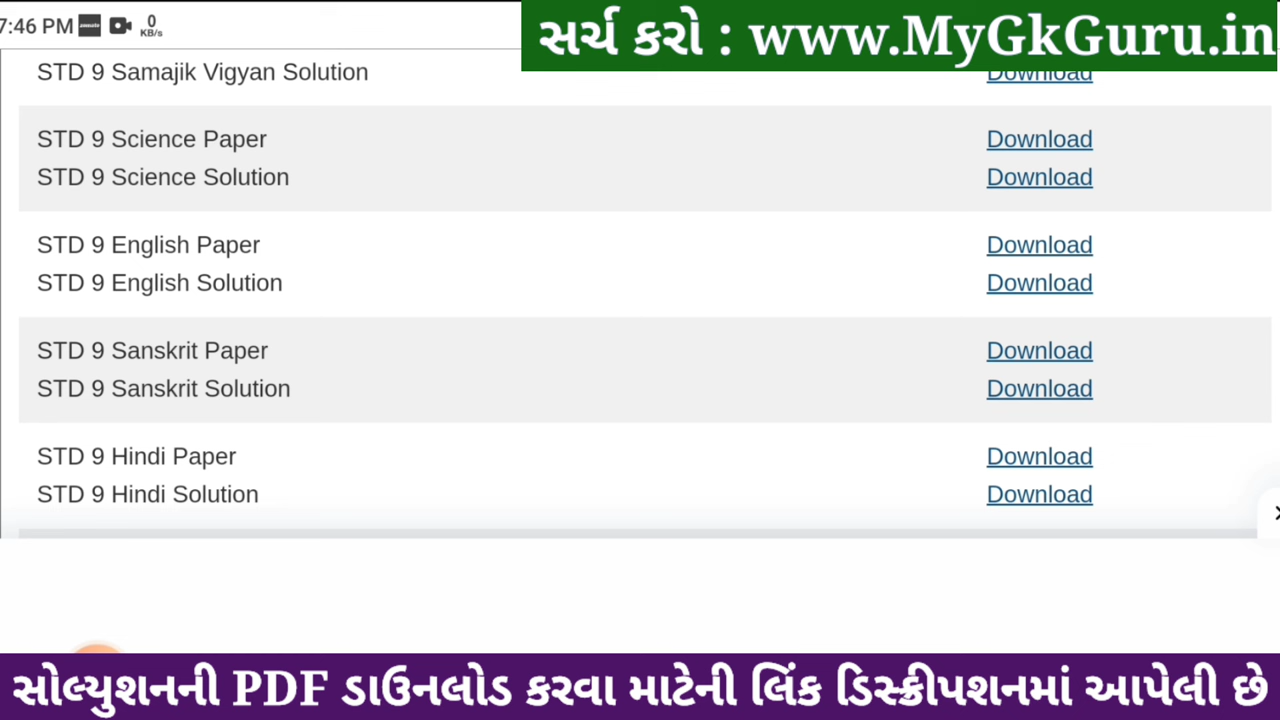 7:46 PM 0 KB/s
સર્ચ કરો : www.MyGkGuru.in
STD 9 Samajik Vigyan Solution Download
STD 9 Science Paper Download
STD 9 Science Solution Download
STD 9 English Paper Download
STD 9 English Solution Download
STD 9 Sanskrit Paper Download
STD 9 Sanskrit Solution Download
STD 9 Hindi Paper Download
STD 9 Hindi Solution Download
સોલ્યુશનની PDF ડાઉનલોડ કરવા માટેની લિંક ડિસ્ક્રીપશનમાં આપેલી છે